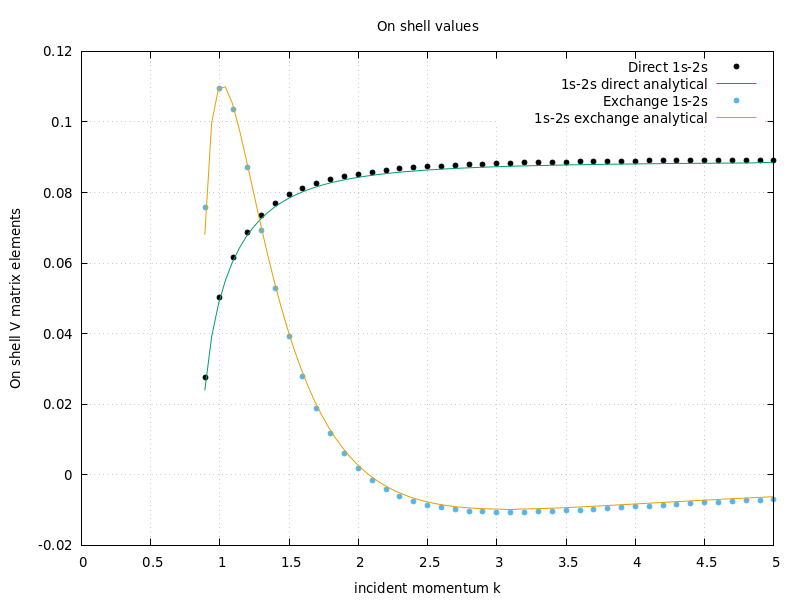 On shell values
0.12
0.1
0.08
0.06
0.04
0.02
0
-0.02
On shell V matrix elements
Direct 1s-2s
1s-2s direct analytical
Exchange 1s-2s
1s-2s exchange analytical
0 0.5 1 1.5 2 2.5 3 3.5 4 4.5 5
incident momentum k